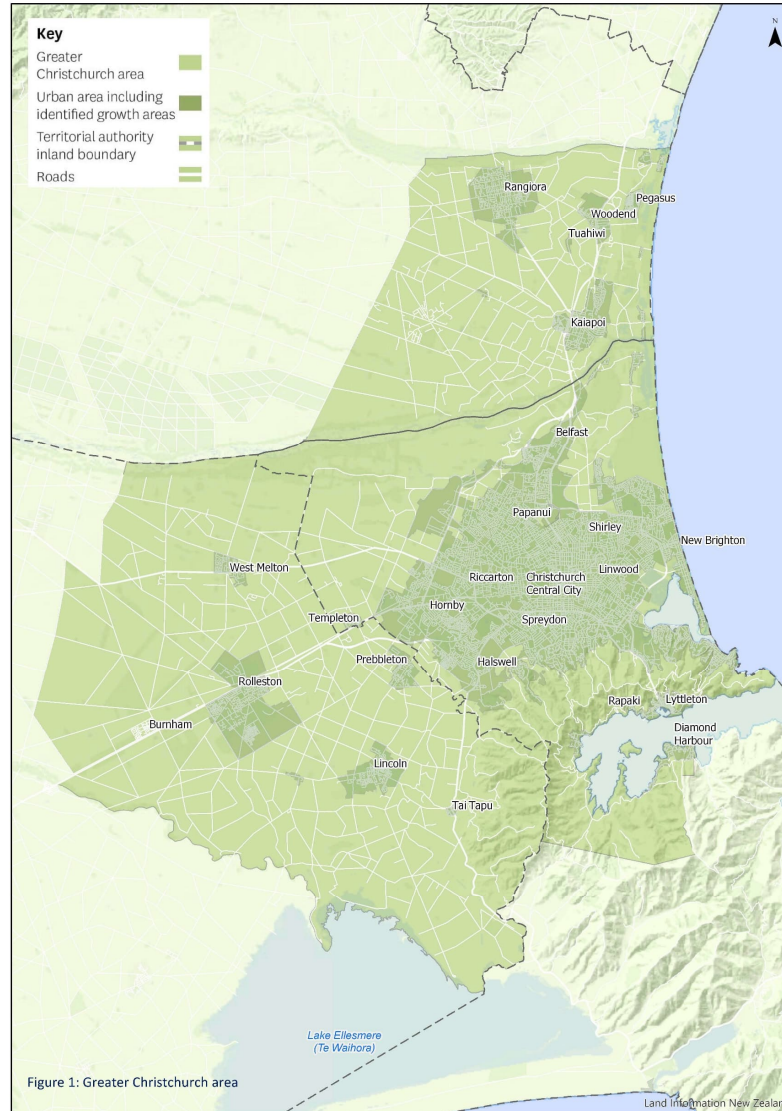 Key
Greater
Christchurch area
Urban area including
identified growth areas
Territorial authority
inland boundary
Roads
N
Rangiora
Pegasus
Woodend
Tuahiwi
Kaiapoi
Belfast
Papanui
Shirley
New Brighton
West Melton
Linwood
Riccarton
Christchurch
Central City
Hornby
Templeton
Spreydon
Prebbleton
Halswell
Rolleston
Rapaki
Lyttleton
Burnham
Diamond
Harbour
Lincoln
Tai Tapu
Lake Ellesmere
(Te Waihora)
Figure 1: Greater Christchurch area
Land Information New Zealan